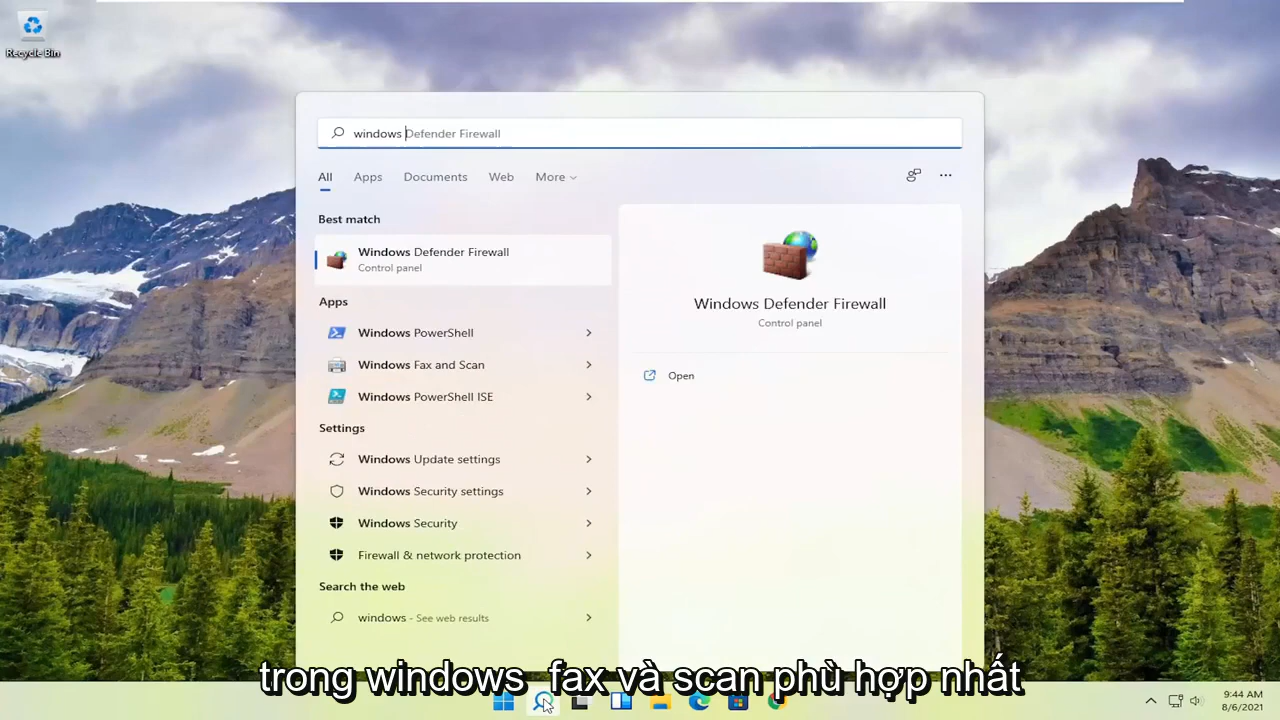 Recycle Bin
windows Defender Firewall
All Apps Documents Web More
Best match
Windows Defender Firewall
Control panel
Apps
Windows PowerShell
Windows Fax and Scan
Windows PowerShell ISE
Settings
Windows Update settings
Windows Security settings
Windows Security
Firewall & network protection
Search the web
windows - See web results
Windows Defender Firewall
Control panel
Open
trong windows fax và scan phù hợp nhất
9:44 AM
8/6/2021